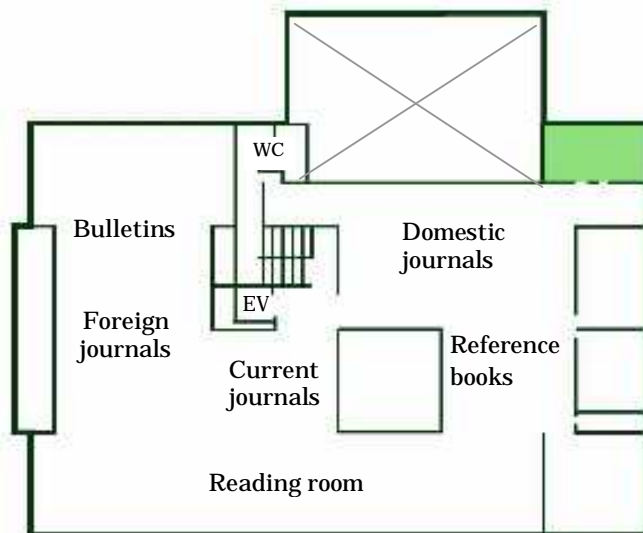 WC
Bulletins
Domestic
journals
EV
Foreign
journals
Reference
books
Current
journals
Reading room